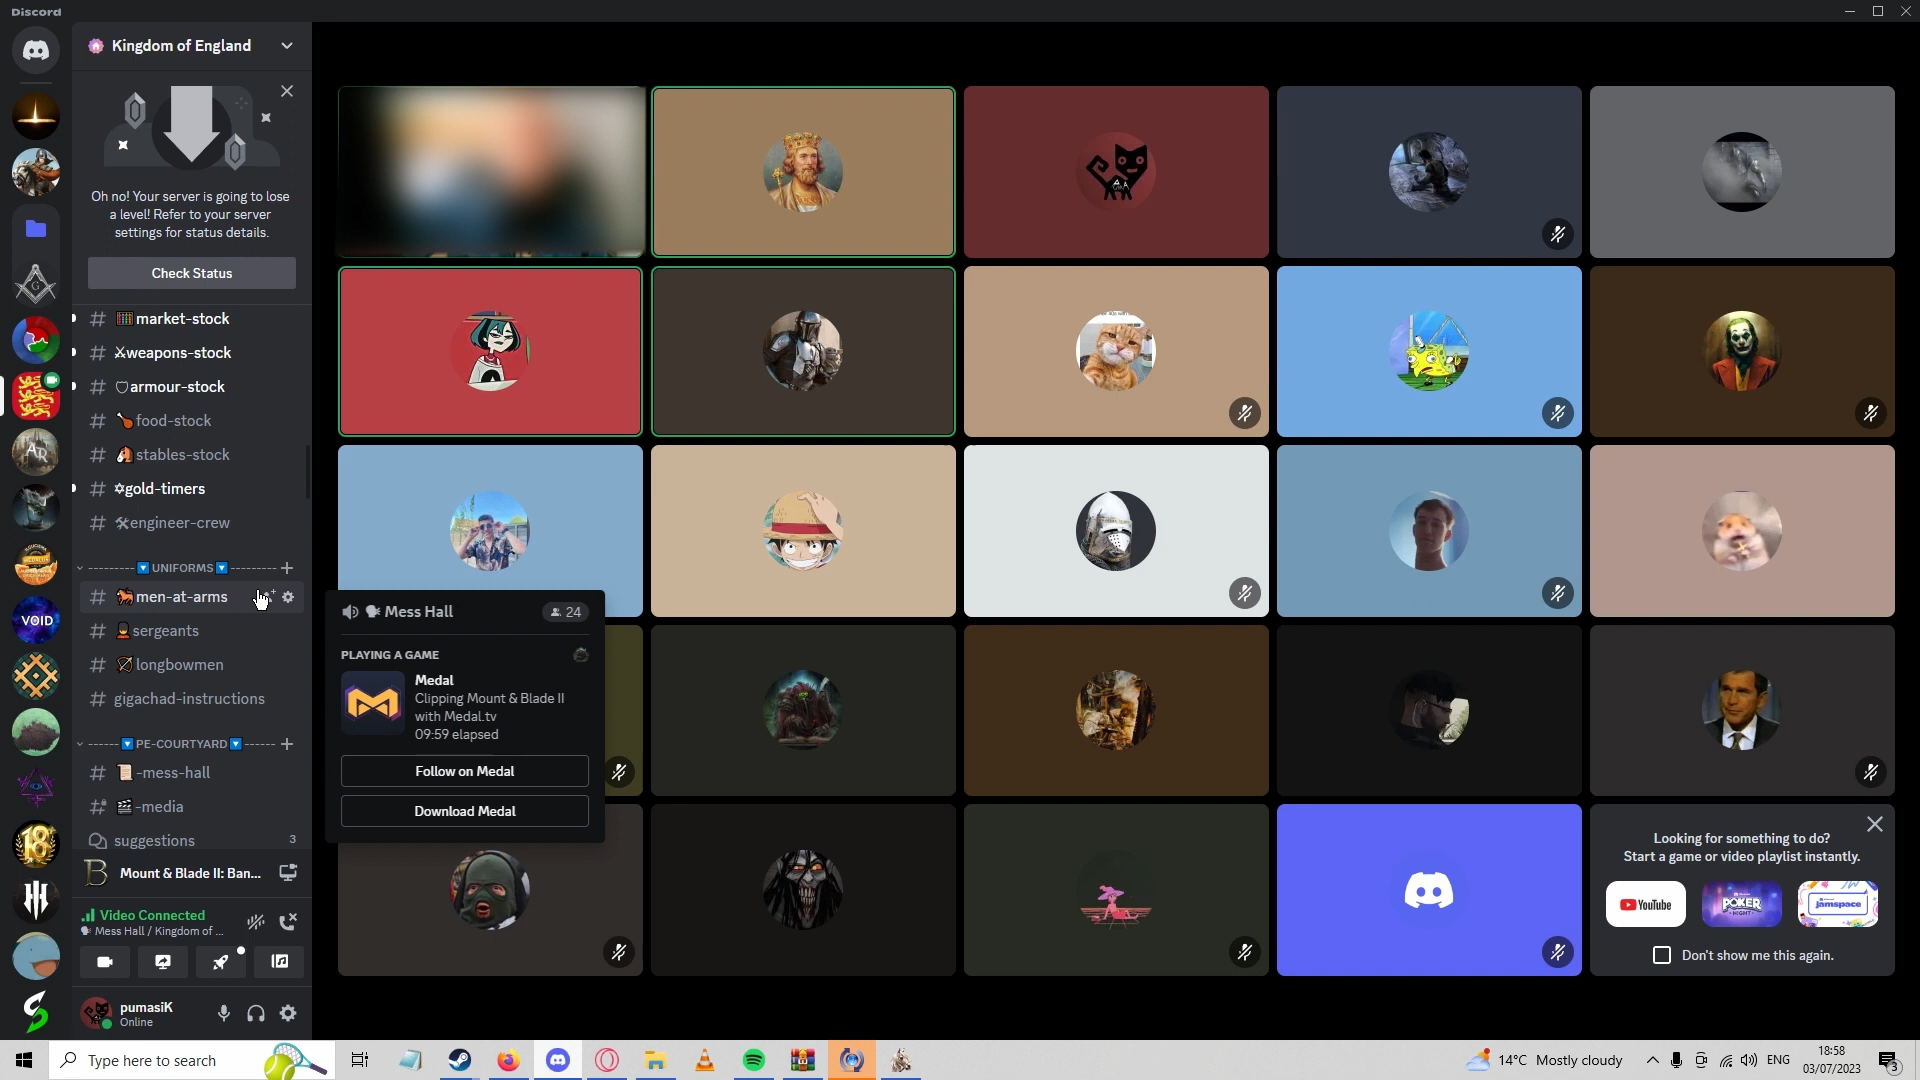 Discord
Kingdom of England
Oh no! Your server is going to lose
a level! Refer to your server
settings for status details.
Check Status
market-stock
weapons-stock
armour-stock
food-stock
stables-stock
gold-timers
engineer-crew
UNIFORMS
men-at-arms
sergeants
longbowmen
gigachad-instructions
PE-COURTYARD
-mess-hall
-media
suggestions
3
Mount & Blade II: Ban...
Video Connected
Mess Hall / Kingdom of ...
pumasiK
Online
G
AR
VOID
18
Mess Hall
24
PLAYING A GAME
Medal
Clipping Mount & Blade II
with Medal.tv
09:59 elapsed
Follow on Medal
Download Medal
Looking for something to do?
Start a game or video playlist instantly.
YouTube
POKER
NIGHT
Jamspace
Don't show me this again.
Type here to search
14°C Mostly cloudy
ENG
18:58
03/07/2023
3